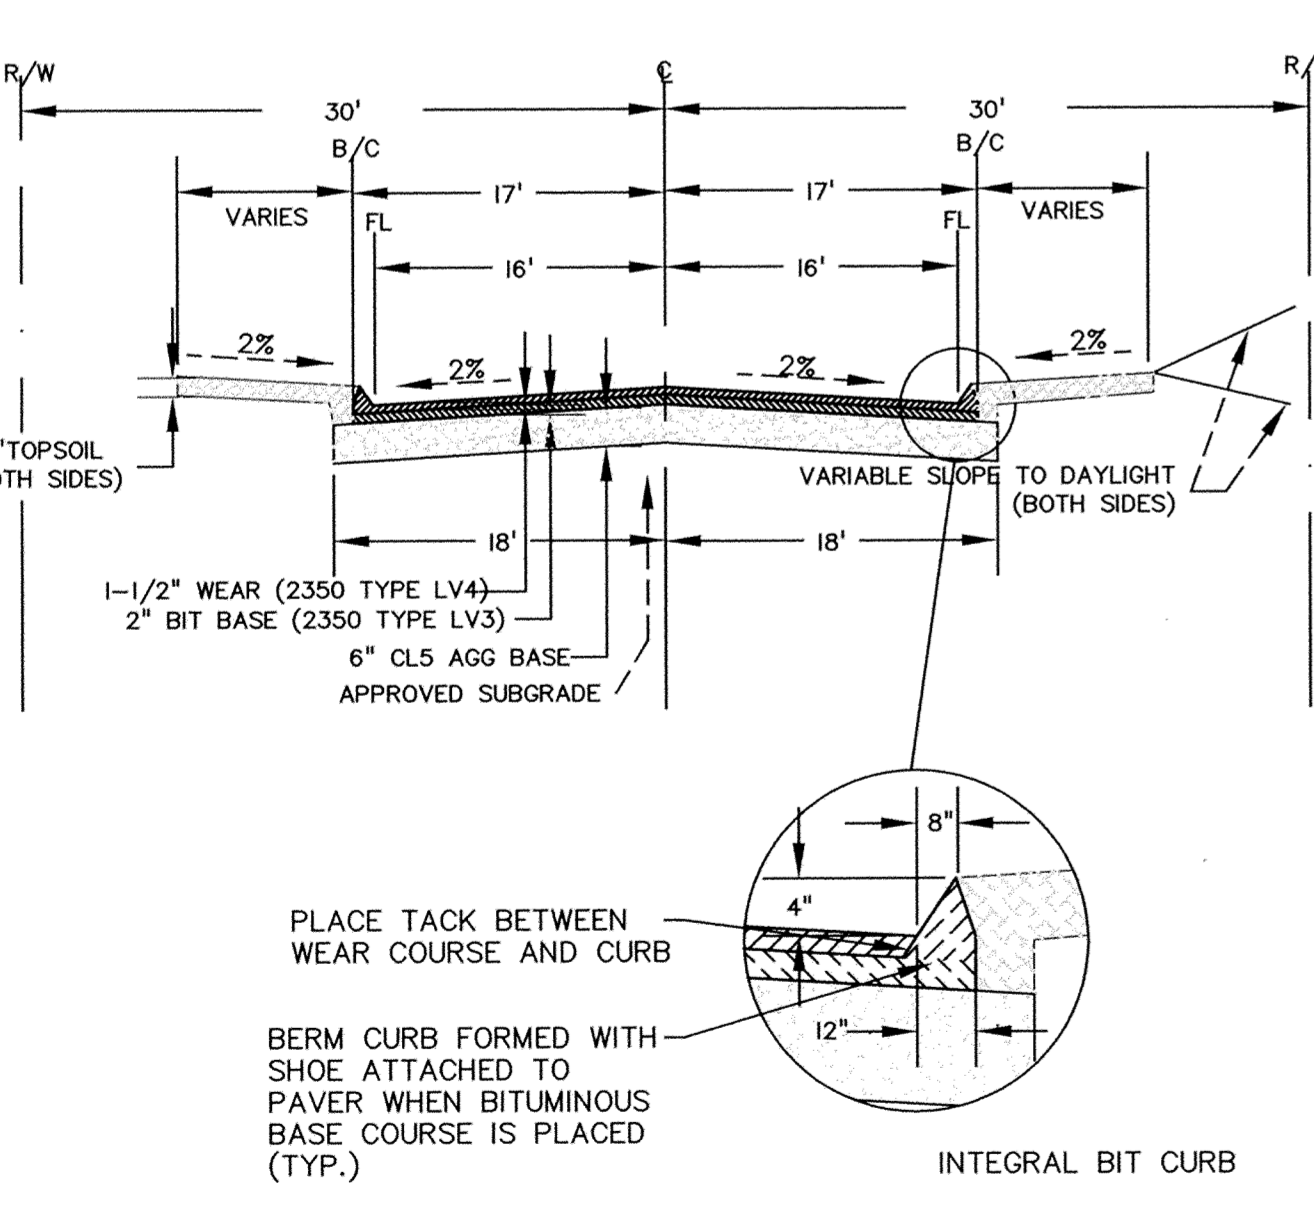 R/W
℄
R/
30'
30'
B/C
B/C
17'
17'
VARIES
VARIES
FL
FL
16'
16'
2%
2%
2%
2%
'TOPSOIL
OTH SIDES)
VARIABLE SLOPE TO DAYLIGHT
(BOTH SIDES)
18'
18'
1-1/2" WEAR (2350 TYPE LV4)
2" BIT BASE (2350 TYPE LV3)
6" CL5 AGG BASE
APPROVED SUBGRADE
8"
4"
PLACE TACK BETWEEN
WEAR COURSE AND CURB
12"
BERM CURB FORMED WITH
SHOE ATTACHED TO
PAVER WHEN BITUMINOUS
BASE COURSE IS PLACED
(TYP.)
INTEGRAL BIT CURB